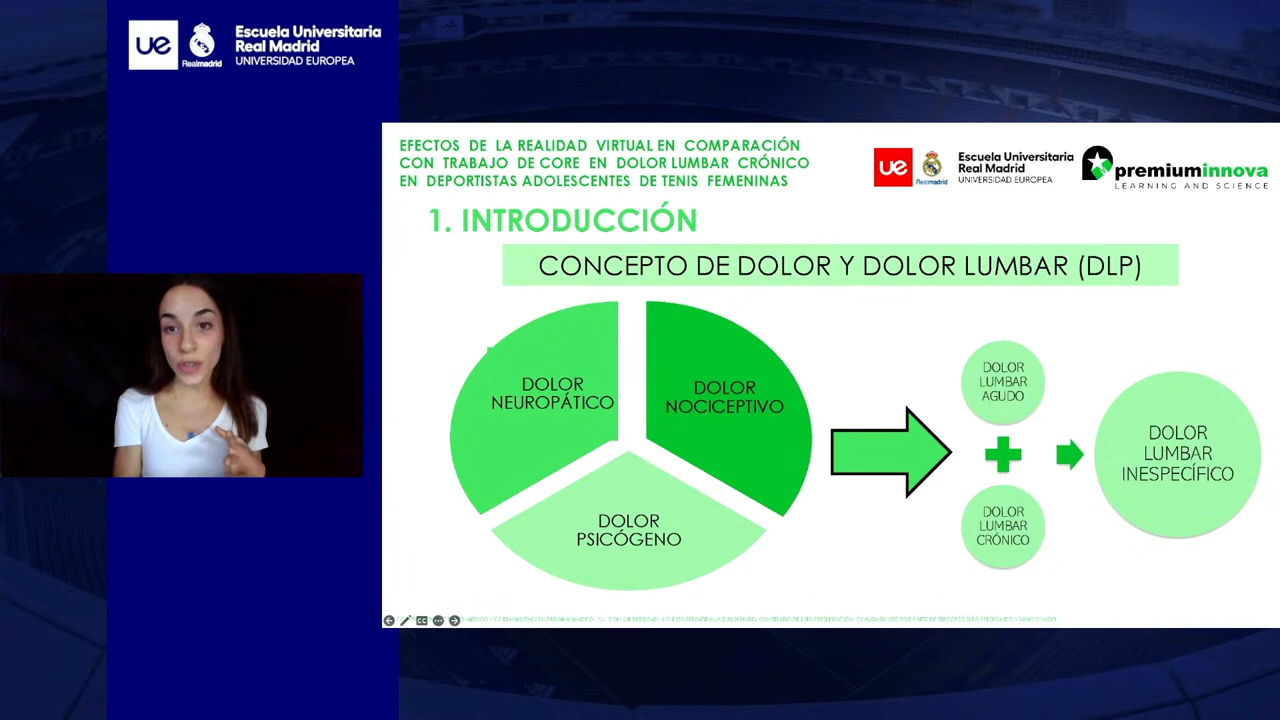 ue
Realmadrid
Escuela Universitaria
Real Madrid
UNIVERSIDAD EUROPEA
EFECTOS DE LA REALIDAD VIRTUAL EN COMPARACIÓN
CON TRABAJO DE CORE EN DOLOR LUMBAR CRÓNICO
EN DEPORTISTAS ADOLESCENTES DE TENIS FEMENINAS
ue
Realmadrid
Escuela Universitaria
Real Madrid
UNIVERSIDAD EUROPEA
premiuminnova
LEARNING AND SCIENCE
1. INTRODUCCIÓN
CONCEPTO DE DOLOR Y DOLOR LUMBAR (DLP)
DOLOR
NEUROPÁTICO
DOLOR
NOCICEPTIVO
DOLOR
PSICÓGENO
DOLOR
LUMBAR
AGUDO
DOLOR
LUMBAR
CRÓNICO
DOLOR
LUMBAR
INESPECÍFICO
CC